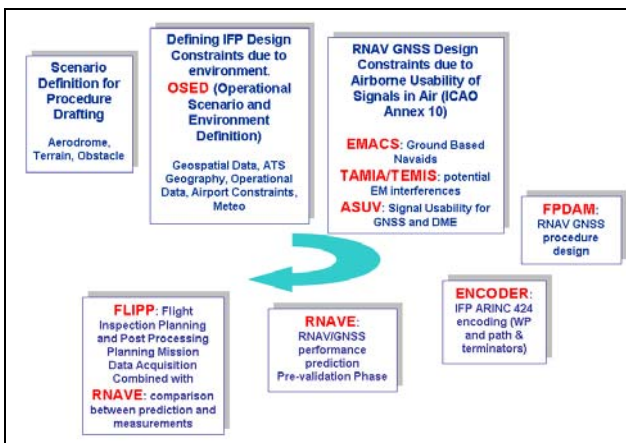 Scenario
Definition for
Procedure
Drafting
Aerodrome,
Terrain, Obstacle
Defining IFP Design
Constraints due to
environment.
OSED (Operational
Scenario and
Environment
Definition)
Geospatial Data, ATS
Geography, Operational
Data, Airport Constraints,
Meteo
RNAV GNSS Design
Constraints due to
Airborne Usability of
Signals in Air (ICAO
Annex 10)
EMACS: Ground Based
Navaids
TAMIA/TEMIS: potential
EM interferences
ASUV: Signal Usability for
GNSS and DME
FPDAM:
RNAV GNSS
procedure
design
ENCODER:
IFP ARINC 424
encoding (WP
and path &
terminators)
RNAVE:
RNAV/GNSS
performance
prediction
Pre-validation Phase
FLIPP: Flight
Inspection Planning
and Post Processing
Planning Mission
Data Acquisition
Combined with
RNAVE: comparison
between prediction and
measurements